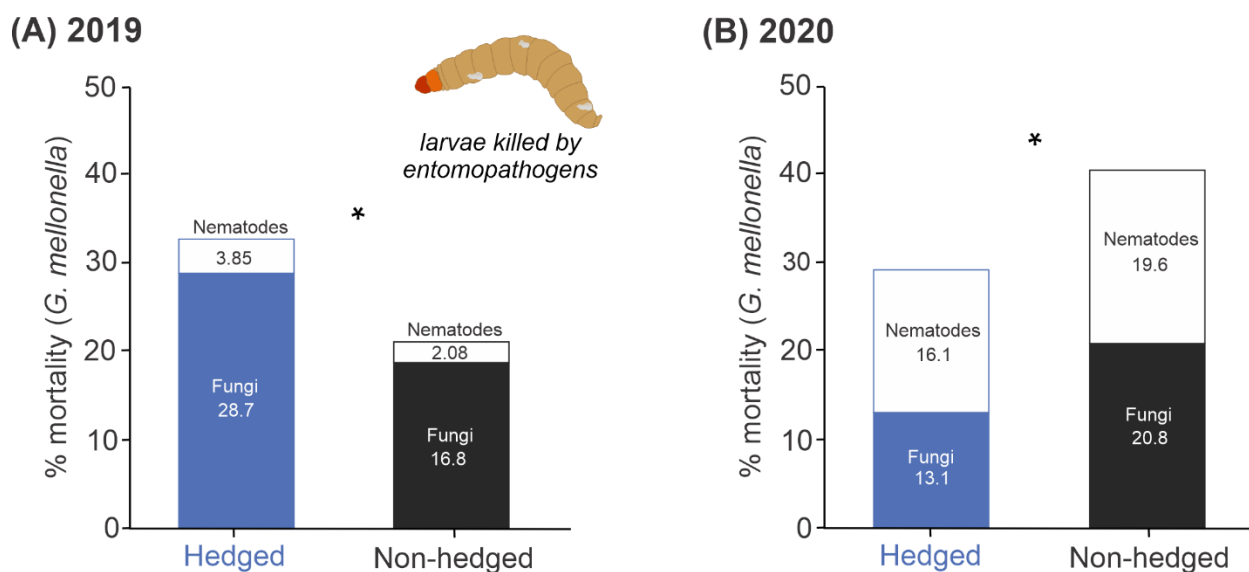 (A) 2019
% mortality (G. mellonella)
50
40
30
20
10
0
larvae killed by
entomopathogens
*
Nematodes
3.85
Fungi
28.7
Nematodes
2.08
Fungi
16.8
Hedged
Non-hedged
(B) 2020
% mortality (G. mellonella)
50
40
30
20
10
0
*
Nematodes
16.1
Fungi
13.1
Nematodes
19.6
Fungi
20.8
Hedged
Non-hedged